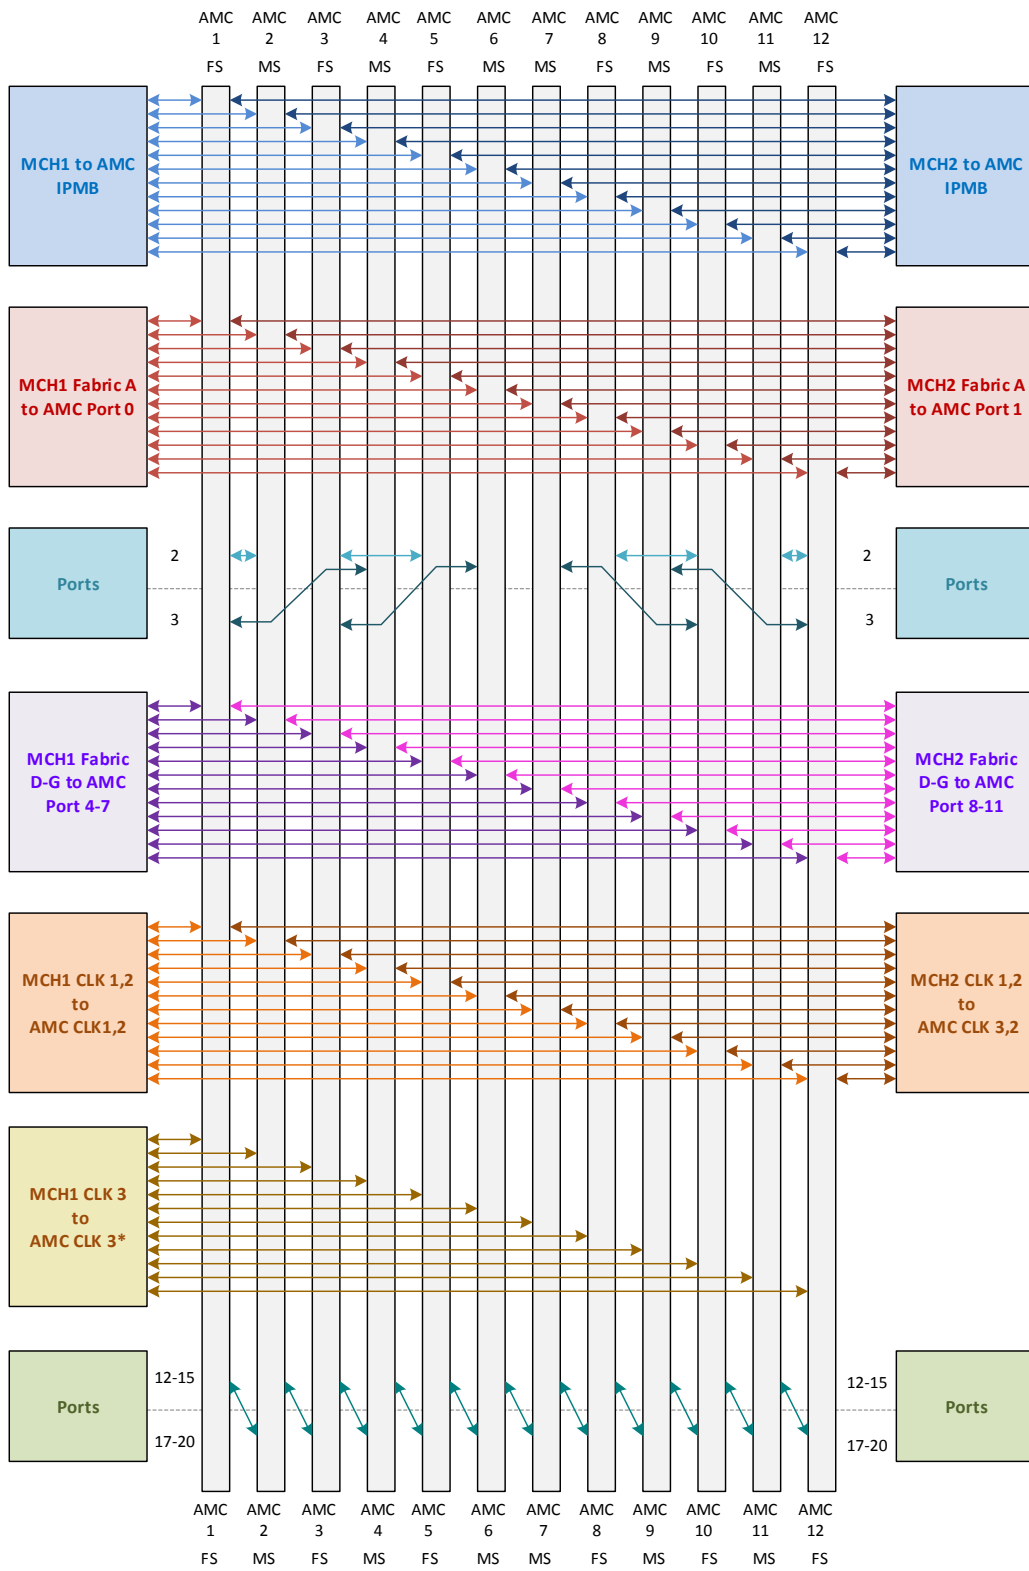 AMC AMC AMC AMC AMC AMC AMC AMC AMC AMC AMC AMC
1 2 3 4 5 6 7 8 9 10 11 12
FS MS FS MS FS MS MS FS MS FS MS FS
MCH1 to AMC
IPMB
MCH2 to AMC
IPMB
MCH1 Fabric A
to AMC Port 0
MCH2 Fabric A
to AMC Port 1
Ports
2
3
2
3
Ports
MCH1 Fabric
D-G to AMC
Port 4-7
MCH2 Fabric
D-G to AMC
Port 8-11
MCH1 CLK 1,2
to
AMC CLK1,2
MCH2 CLK 1,2
to
AMC CLK 3,2
MCH1 CLK 3
to
AMC CLK 3*
Ports
12-15
17-20
12-15
17-20
Ports
AMC AMC AMC AMC AMC AMC AMC AMC AMC AMC AMC AMC
1 2 3 4 5 6 7 8 9 10 11 12
FS MS FS MS FS MS MS FS MS FS MS FS